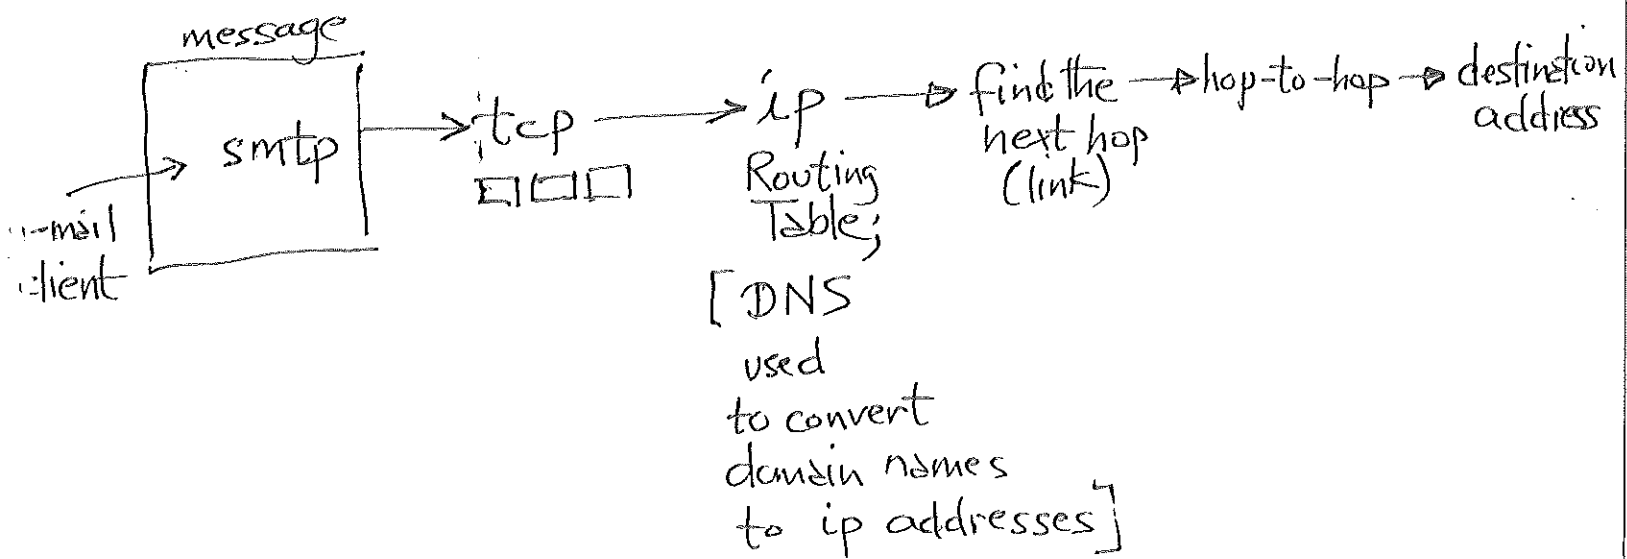 message
smtp
-mail
client
tcp
ip
Routing
Table;
[DNS
used
to convert
domain names
to ip addresses]
find the
next hop
(link)
hop-to-hop
destination
address